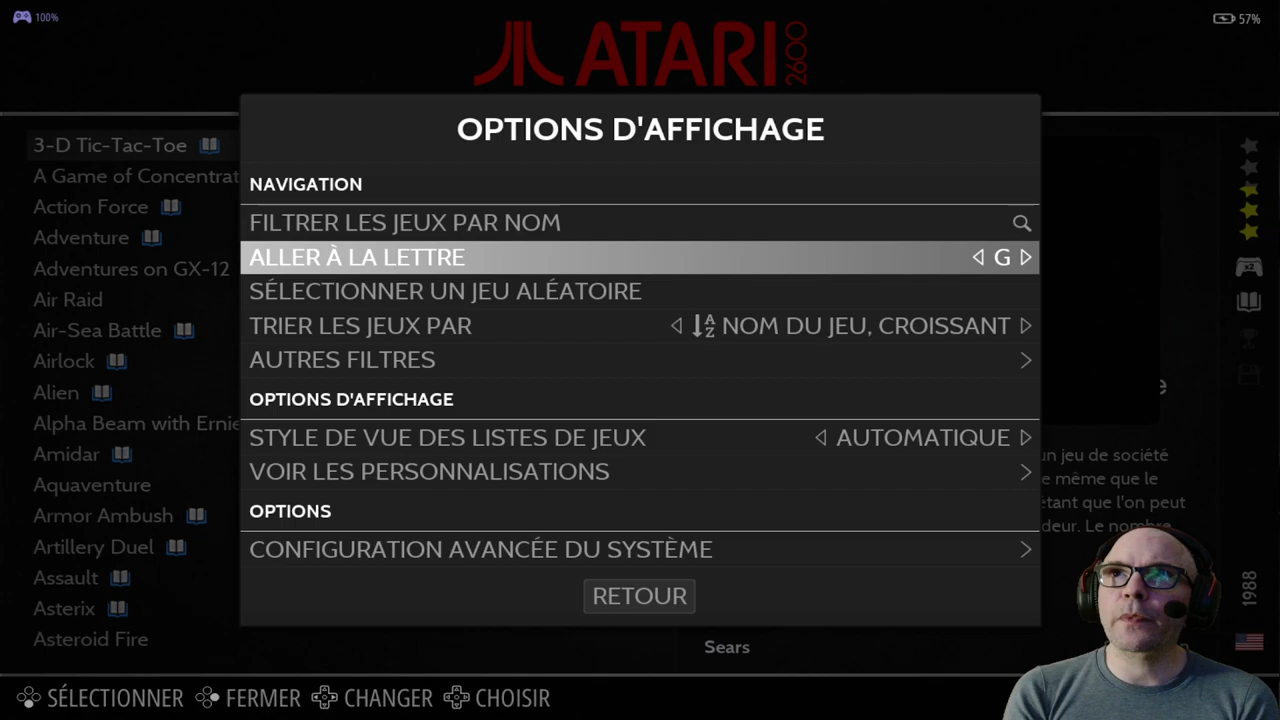 100%
57%
ATARI 2600
OPTIONS D'AFFICHAGE
NAVIGATION
FILTRER LES JEUX PAR NOM
ALLER À LA LETTRE G
SÉLECTIONNER UN JEU ALÉATOIRE
TRIER LES JEUX PAR A Z NOM DU JEU, CROISSANT
AUTRES FILTRES
OPTIONS D'AFFICHAGE
STYLE DE VUE DES LISTES DE JEUX AUTOMATIQUE
VOIR LES PERSONNALISATIONS
OPTIONS
CONFIGURATION AVANCÉE DU SYSTÈME
RETOUR
3-D Tic-Tac-Toe
A Game of Concentrat
Action Force
Adventure
Adventures on GX-12
Air Raid
Air-Sea Battle
Airlock
Alien
Alpha Beam with Ernie
Amidar
Aquaventure
Armor Ambush
Artillery Duel
Assault
Asterix
Asteroid Fire
x2
e
un jeu de société
e même que le
étant que l'on peut
deur. Le nombre
1988
Sears
SÉLECTIONNER FERMER CHANGER CHOISIR